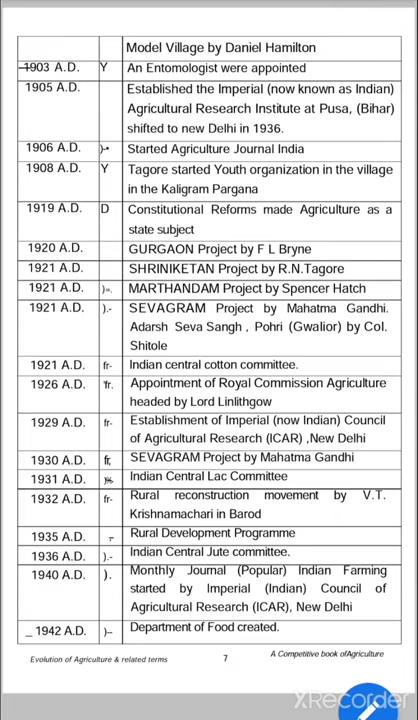 Model Village by Daniel Hamilton
1903 A.D. Y An Entomologist were appointed
1905 A.D. Established the Imperial (now known as Indian)
Agricultural Research Institute at Pusa, (Bihar)
shifted to new Delhi in 1936.
1906 A.D. )-• Started Agriculture Journal India
1908 A.D. Y Tagore started Youth organization in the village
in the Kaligram Pargana
1919 A.D. D Constitutional Reforms made Agriculture as a
state subject
1920 A.D. GURGAON Project by F L Bryne
1921 A.D. SHRINIKETAN Project by R.N.Tagore
1921 A.D. )=. MARTHANDAM Project by Spencer Hatch
1921 A.D. ).- SEVAGRAM Project by Mahatma Gandhi.
Adarsh Seva Sangh , Pohri (Gwalior) by Col.
Shitole
1921 A.D. fr- Indian central cotton committee.
1926 A.D. 'fr. Appointment of Royal Commission Agriculture
headed by Lord Linlithgow
1929 A.D. fr- Establishment of Imperial (now Indian) Council
of Agricultural Research (ICAR) ,New Delhi
1930 A.D. fr, SEVAGRAM Project by Mahatma Gandhi
1931 A.D. Indian Central Lac Committee
1932 A.D. fr- Rural reconstruction movement by V.T.
Krishnamachari in Barod
1935 A.D. Rural Development Programme
1936 A.D. ).- Indian Central Jute committee.
1940 A.D. ). Monthly Journal (Popular) Indian Farming
started by Imperial (Indian) Council of
Agricultural Research (ICAR), New Delhi
_ 1942 A.D. )-- Department of Food created.
Evolution of Agriculture & related terms 7 A Competitive book ofAgriculture
XRecorder